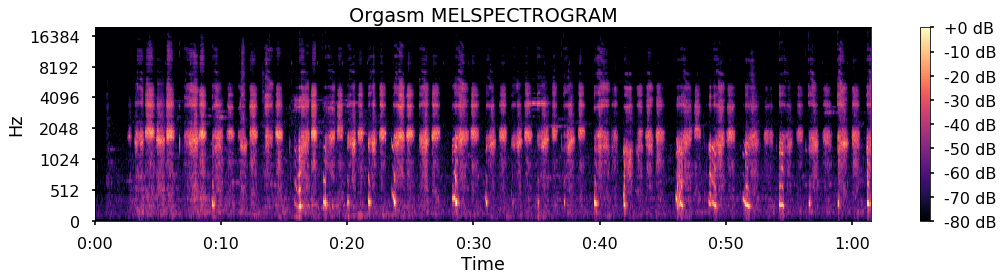 Orgasm MELSPECTROGRAM
Hz
16384
8192
4096
2048
1024
512
0
0:00 0:10 0:20 0:30 0:40 0:50 1:00
Time
+0 dB
-10 dB
-20 dB
-30 dB
-40 dB
-50 dB
-60 dB
-70 dB
-80 dB